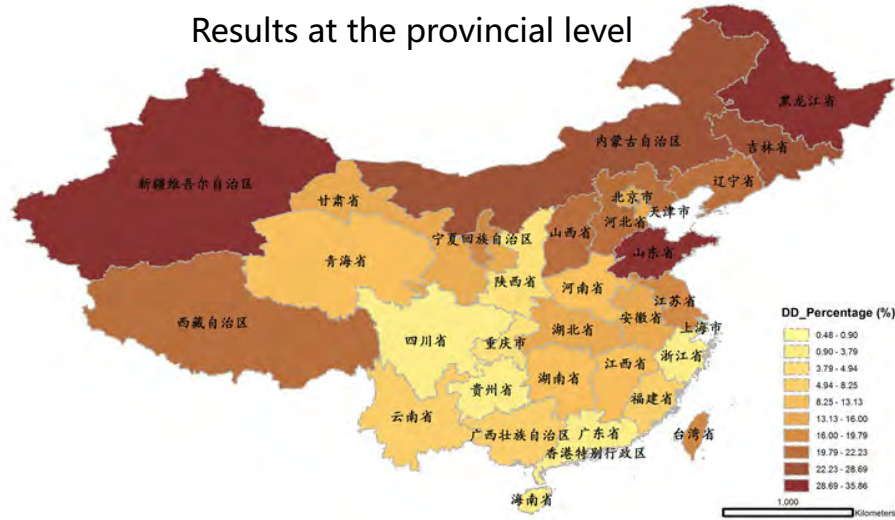 Results at the provincial level
黑龙江省
内蒙古自治区
吉林省
新疆维吾尔自治区
辽宁省
北京市
甘肃省
天津市
河北省
宁夏回族自治区
山西省
山东省
青海省
陕西省
河南省
江苏省
西藏自治区
安徽省
上海市
四川省
湖北省
重庆市
浙江省
江西省
湖南省
贵州省
福建省
云南省
广西壮族自治区
广东省
台湾省
香港特别行政区
海南省
DD_Percentage (%)
0.48 - 0.90
0.90 - 3.79
3.79 - 4.94
4.94 - 8.25
8.25 - 13.13
13.13 - 16.00
16.00 - 19.79
19.79 - 22.23
22.23 - 28.69
28.69 - 35.86
1,000
Kilometers